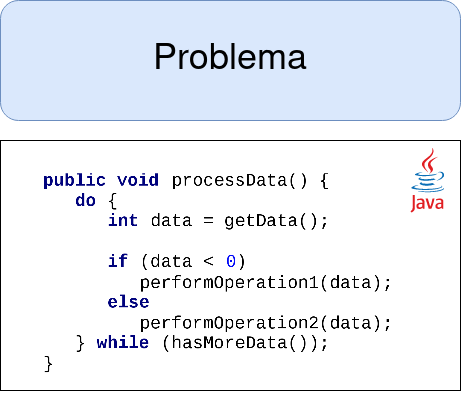 Problema
Java
public void processData() {
do {
int data = getData();
if (data < 0)
performOperation1(data);
else
performOperation2(data);
} while (hasMoreData());
}